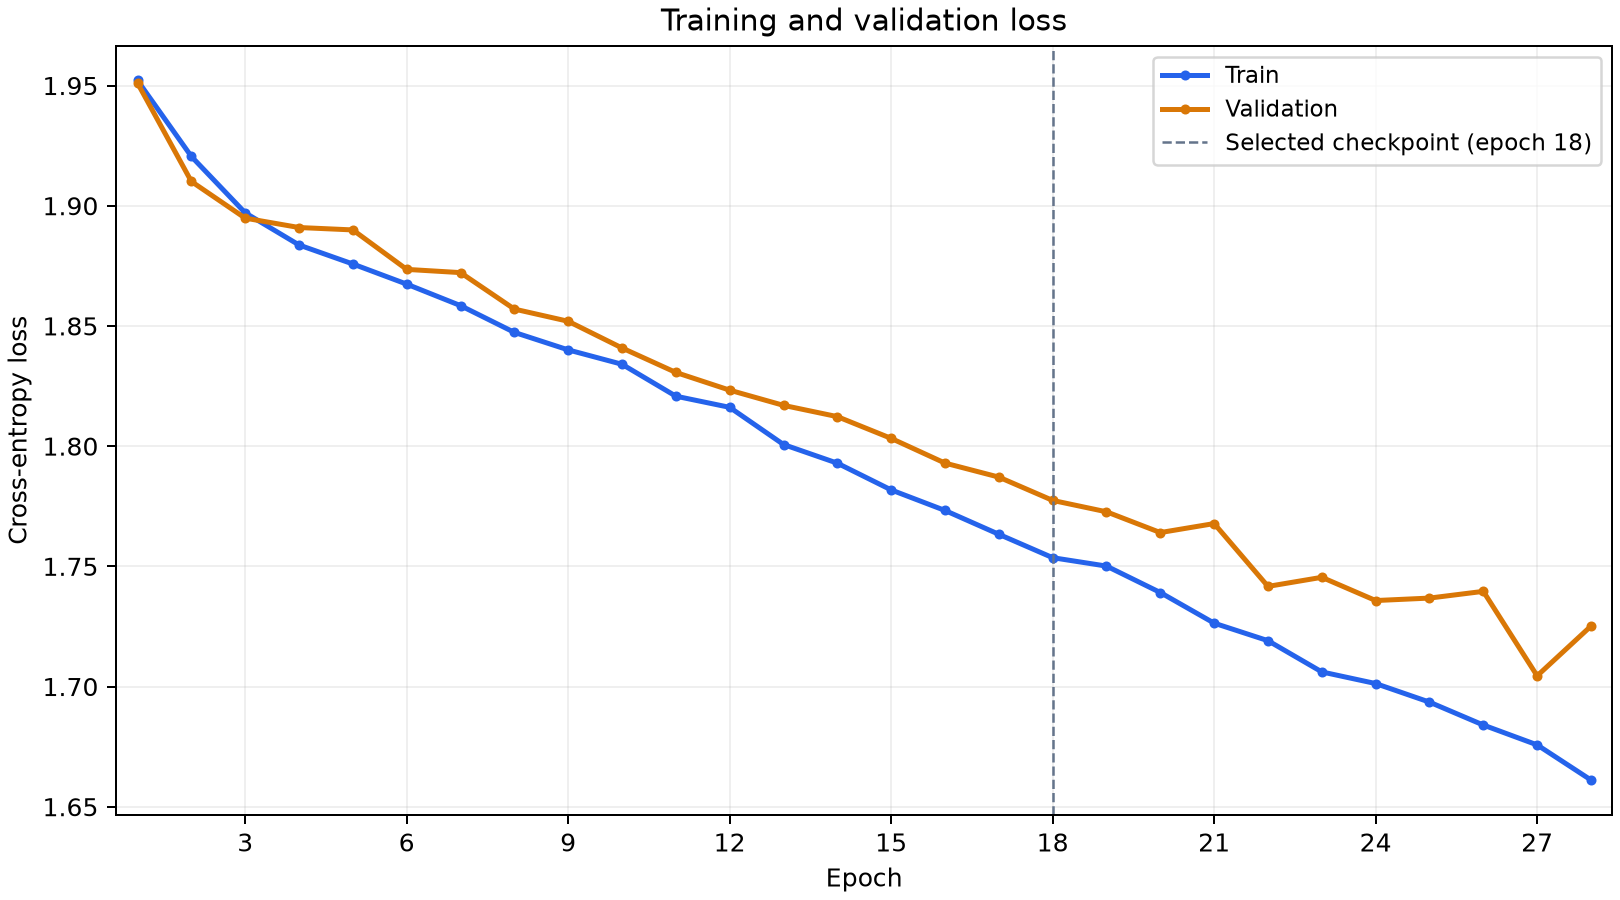 Training and validation loss
Train
Validation
Selected checkpoint (epoch 18)
Cross-entropy loss
1.95
1.90
1.85
1.80
1.75
1.70
1.65
3 6 9 12 15 18 21 24 27
Epoch